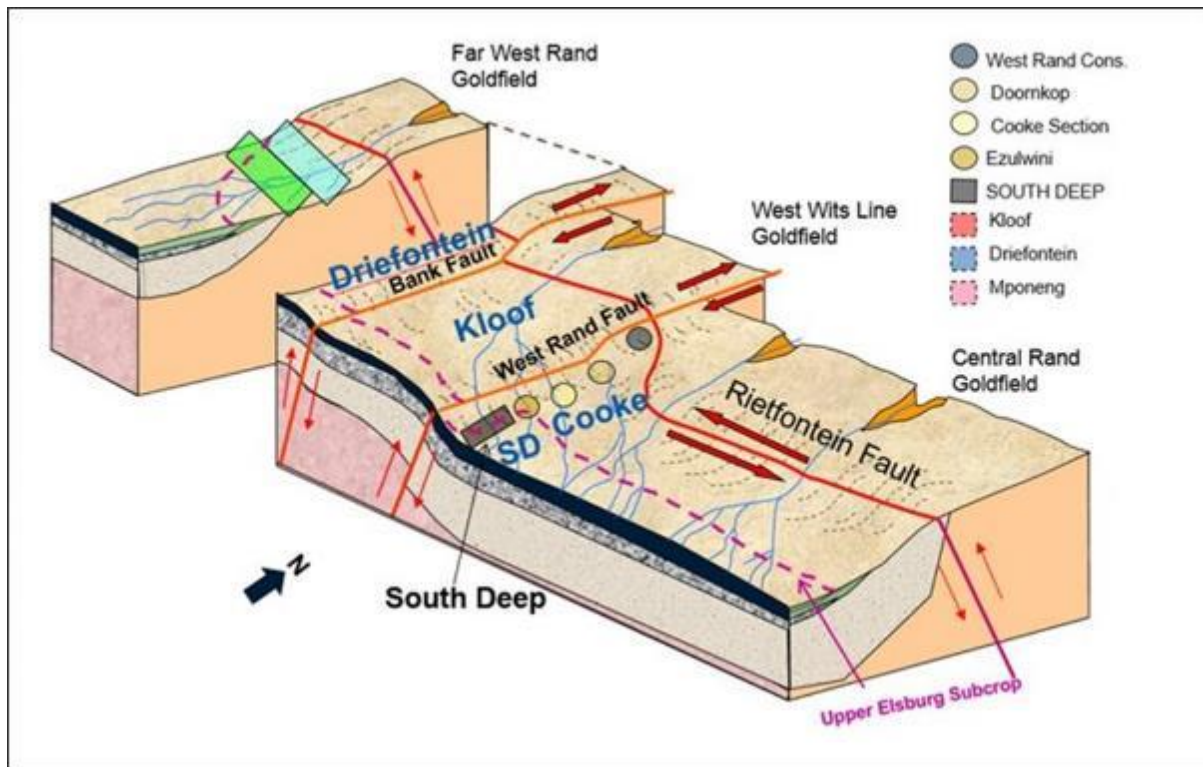 Far West Rand
Goldfield
West Rand Cons.
Doornkop
Cooke Section
Ezulwini
SOUTH DEEP
Kloof
Driefontein
Mponeng
West Wits Line
Goldfield
Central Rand
Goldfield
Driefontein
Bank Fault
Kloof
West Rand Fault
Cooke
SD
Rietfontein Fault
N
South Deep
Upper Elsburg Subcrop